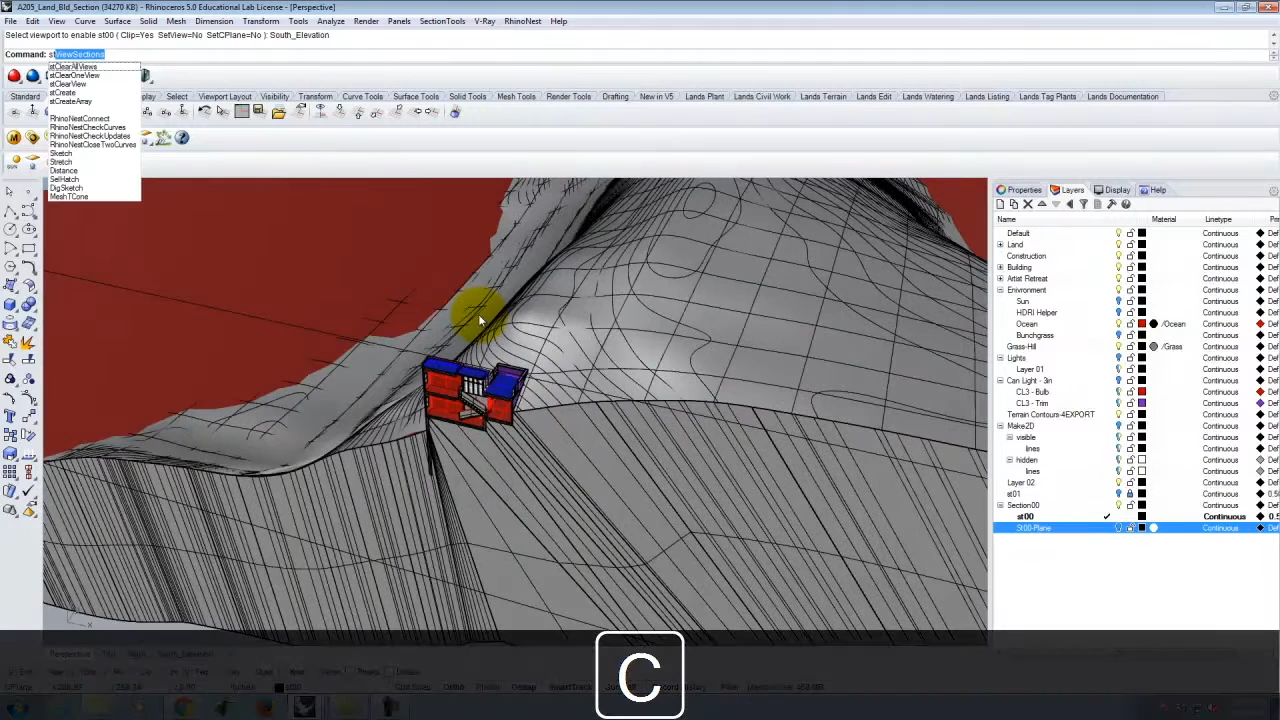 A205_Land_Bld_Section (34270 KB) - Rhinoceros 5.0 Educational Lab License - [Perspective]
File Edit View Curve Surface Solid Mesh Dimension Transform Tools Analyze Render Panels SectionTools V-Ray RhinoNest Help
Select viewport to enable st00 ( Clip=Yes SetView=No SetCPlane=No ): South_Elevation
Command: stViewSections
stClearAllViews
stClearOneView
stClearView
stCreate
stCreateArray
RhinoNestConnect
RhinoNestCheckCurves
RhinoNestCheckUpdates
RhinoNestCloseTwoCurves
Sketch
Stretch
Distance
SelHatch
DigSketch
MeshTCone
Standard Select Viewport Layout Visibility Transform Curve Tools Surface Tools Solid Tools Mesh Tools Render Tools Drafting New in V5 Lands Plant Lands Civil Work Lands Terrain Lands Edit Lands Watering Lands Listing Lands Tag Plants Lands Documentation
Properties Layers Display Help
Name Material Linetype
Default Continuous
Land Continuous
Construction Continuous
Building Continuous
Artist Retreat Continuous
Enivronment Continuous
Sun Continuous
HDRI Helper Continuous
Ocean /Ocean Continuous
Bunchgrass Continuous
Grass-Hill /Grass Continuous
Lights Continuous
Layer 01 Continuous
Can Light - 3in Continuous
CL3 - Bulb Continuous
CL3 - Trim Continuous
Terrain Contours-4EXPORT Continuous
Make2D Continuous
visible Continuous
lines Continuous
hidden Continuous
lines Continuous
Layer 02 Continuous
st01 Continuous
Section00 Continuous
st00 Continuous
St00-Plane Continuous
C